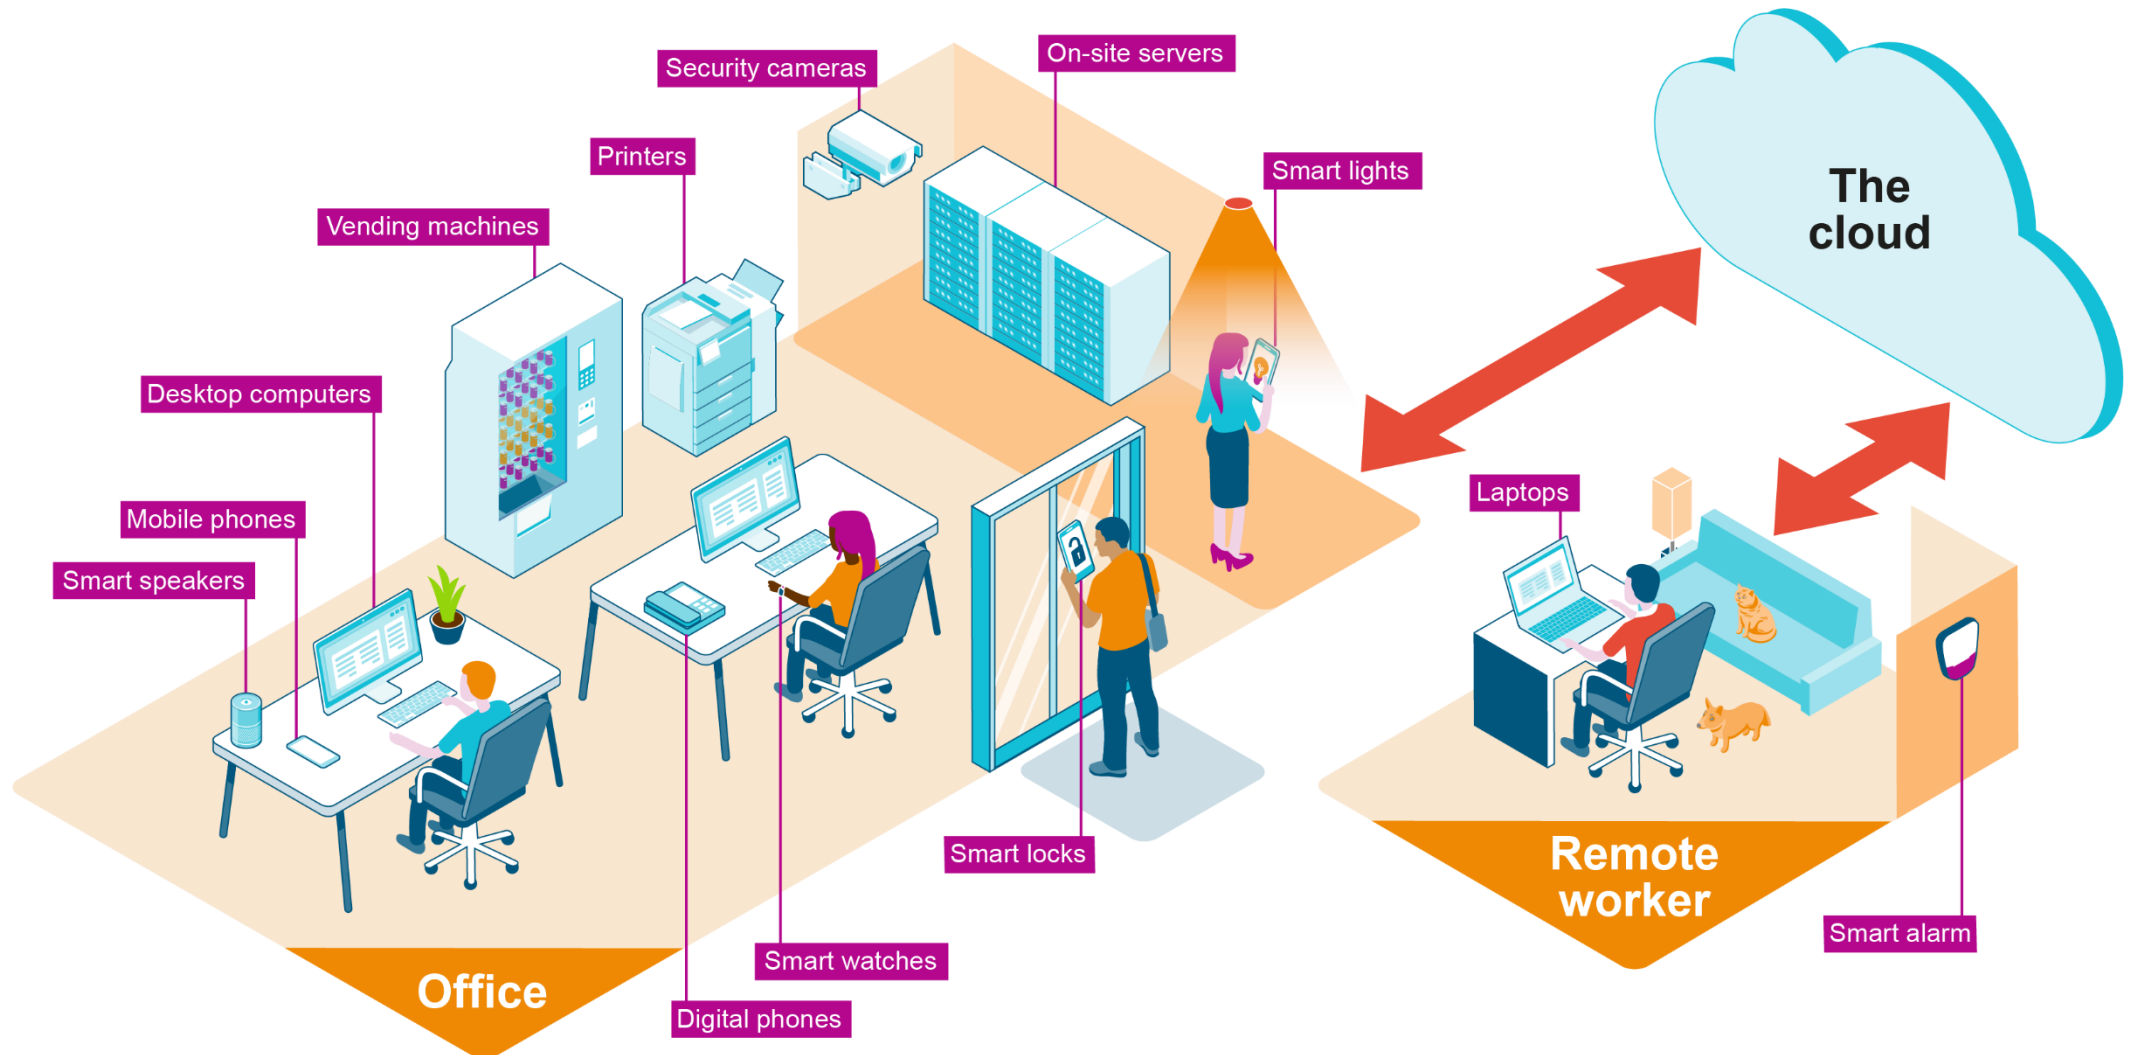 Security cameras
On-site servers
Printers
Smart lights
Vending machines
The
cloud
Desktop computers
Mobile phones
Laptops
Smart speakers
Smart locks
Remote
worker
Smart alarm
Smart watches
Office
Digital phones